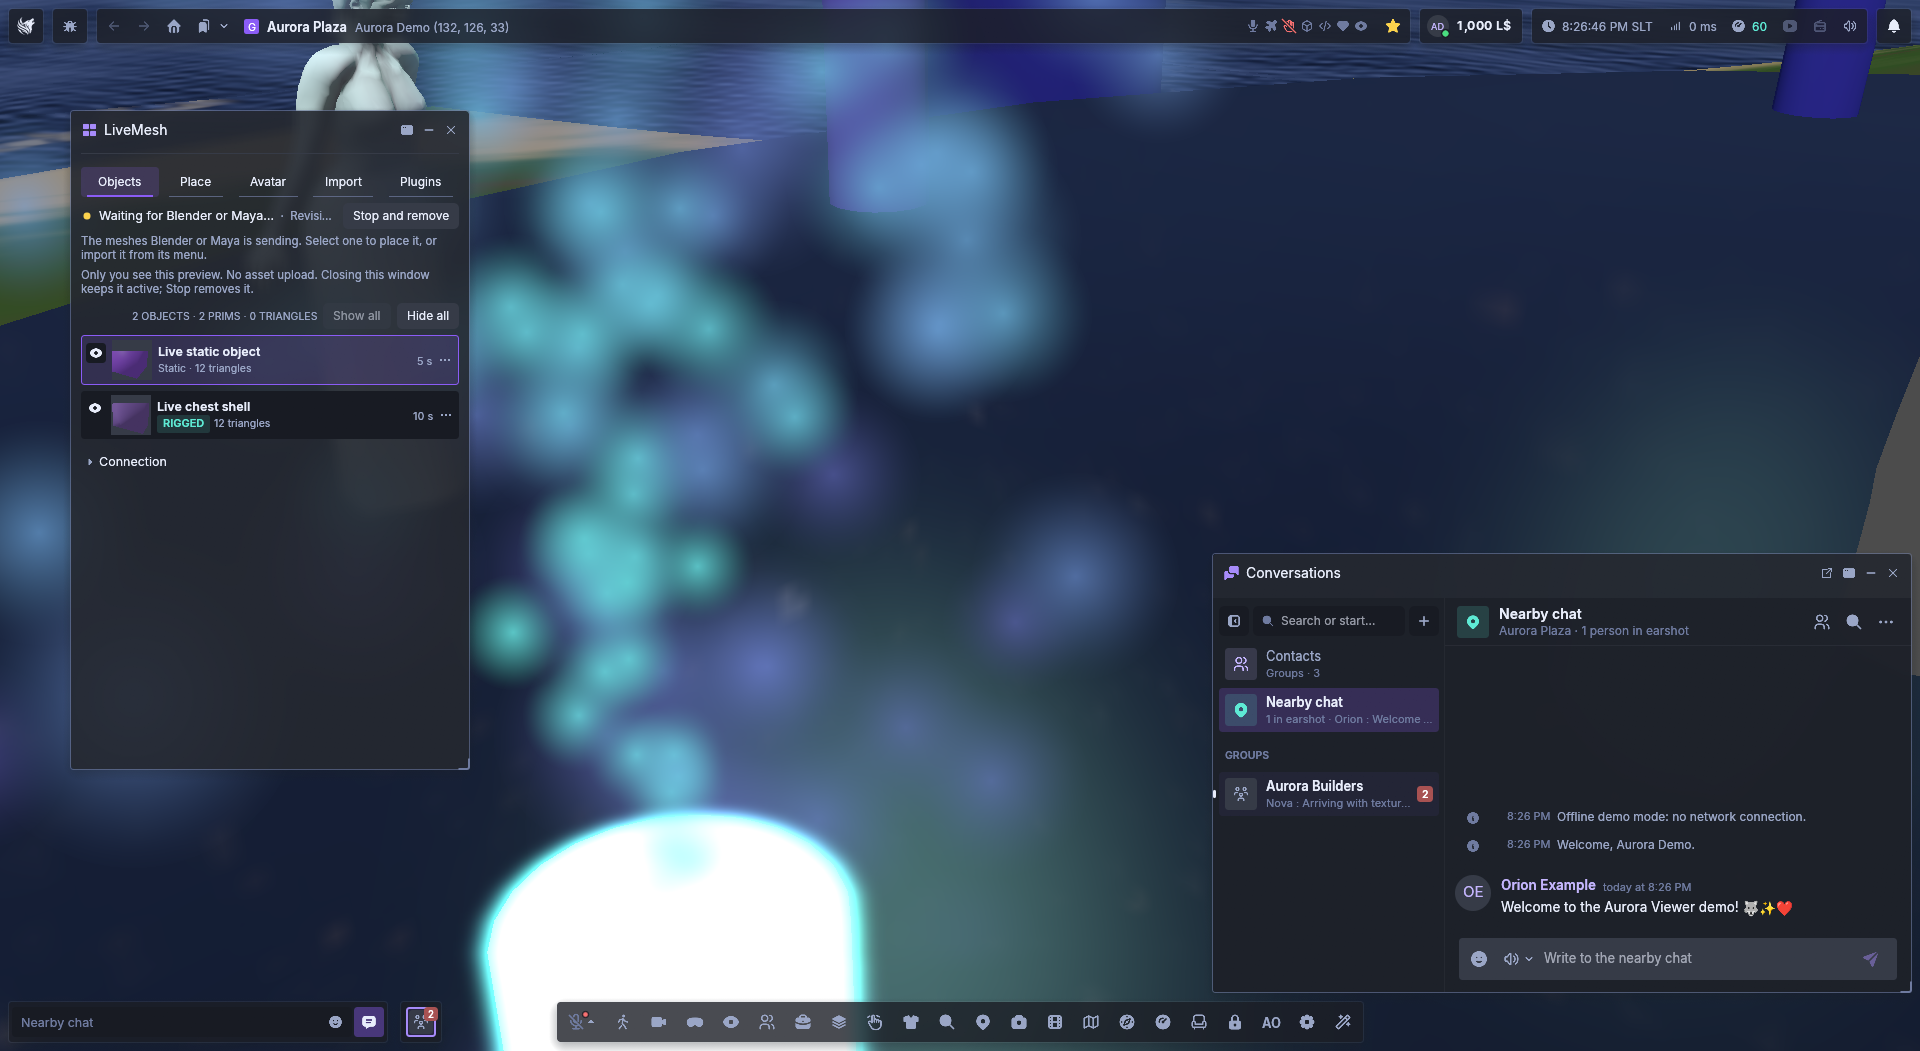 G Aurora Plaza Aurora Demo (132, 126, 33)
AD 1,000 L$
8:26:46 PM SLT 0 ms 60
LiveMesh
Objects Place Avatar Import Plugins
Waiting for Blender or Maya... · Revisi... Stop and remove
The meshes Blender or Maya is sending. Select one to place it, or
import it from its menu.
Only you see this preview. No asset upload. Closing this window
keeps it active; Stop removes it.
2 OBJECTS · 2 PRIMS · 0 TRIANGLES Show all Hide all
Live static object
Static · 12 triangles
5 s
Live chest shell
RIGGED 12 triangles
10 s
Connection
Conversations
Search or start...
Contacts
Groups · 3
Nearby chat
1 in earshot · Orion : Welcome ...
GROUPS
Aurora Builders
Nova : Arriving with textur...
2
Nearby chat
Aurora Plaza · 1 person in earshot
8:26 PM Offline demo mode: no network connection.
8:26 PM Welcome, Aurora Demo.
OE Orion Example today at 8:26 PM
Welcome to the Aurora Viewer demo! 🐺✨❤️
Write to the nearby chat
Nearby chat
2
AO